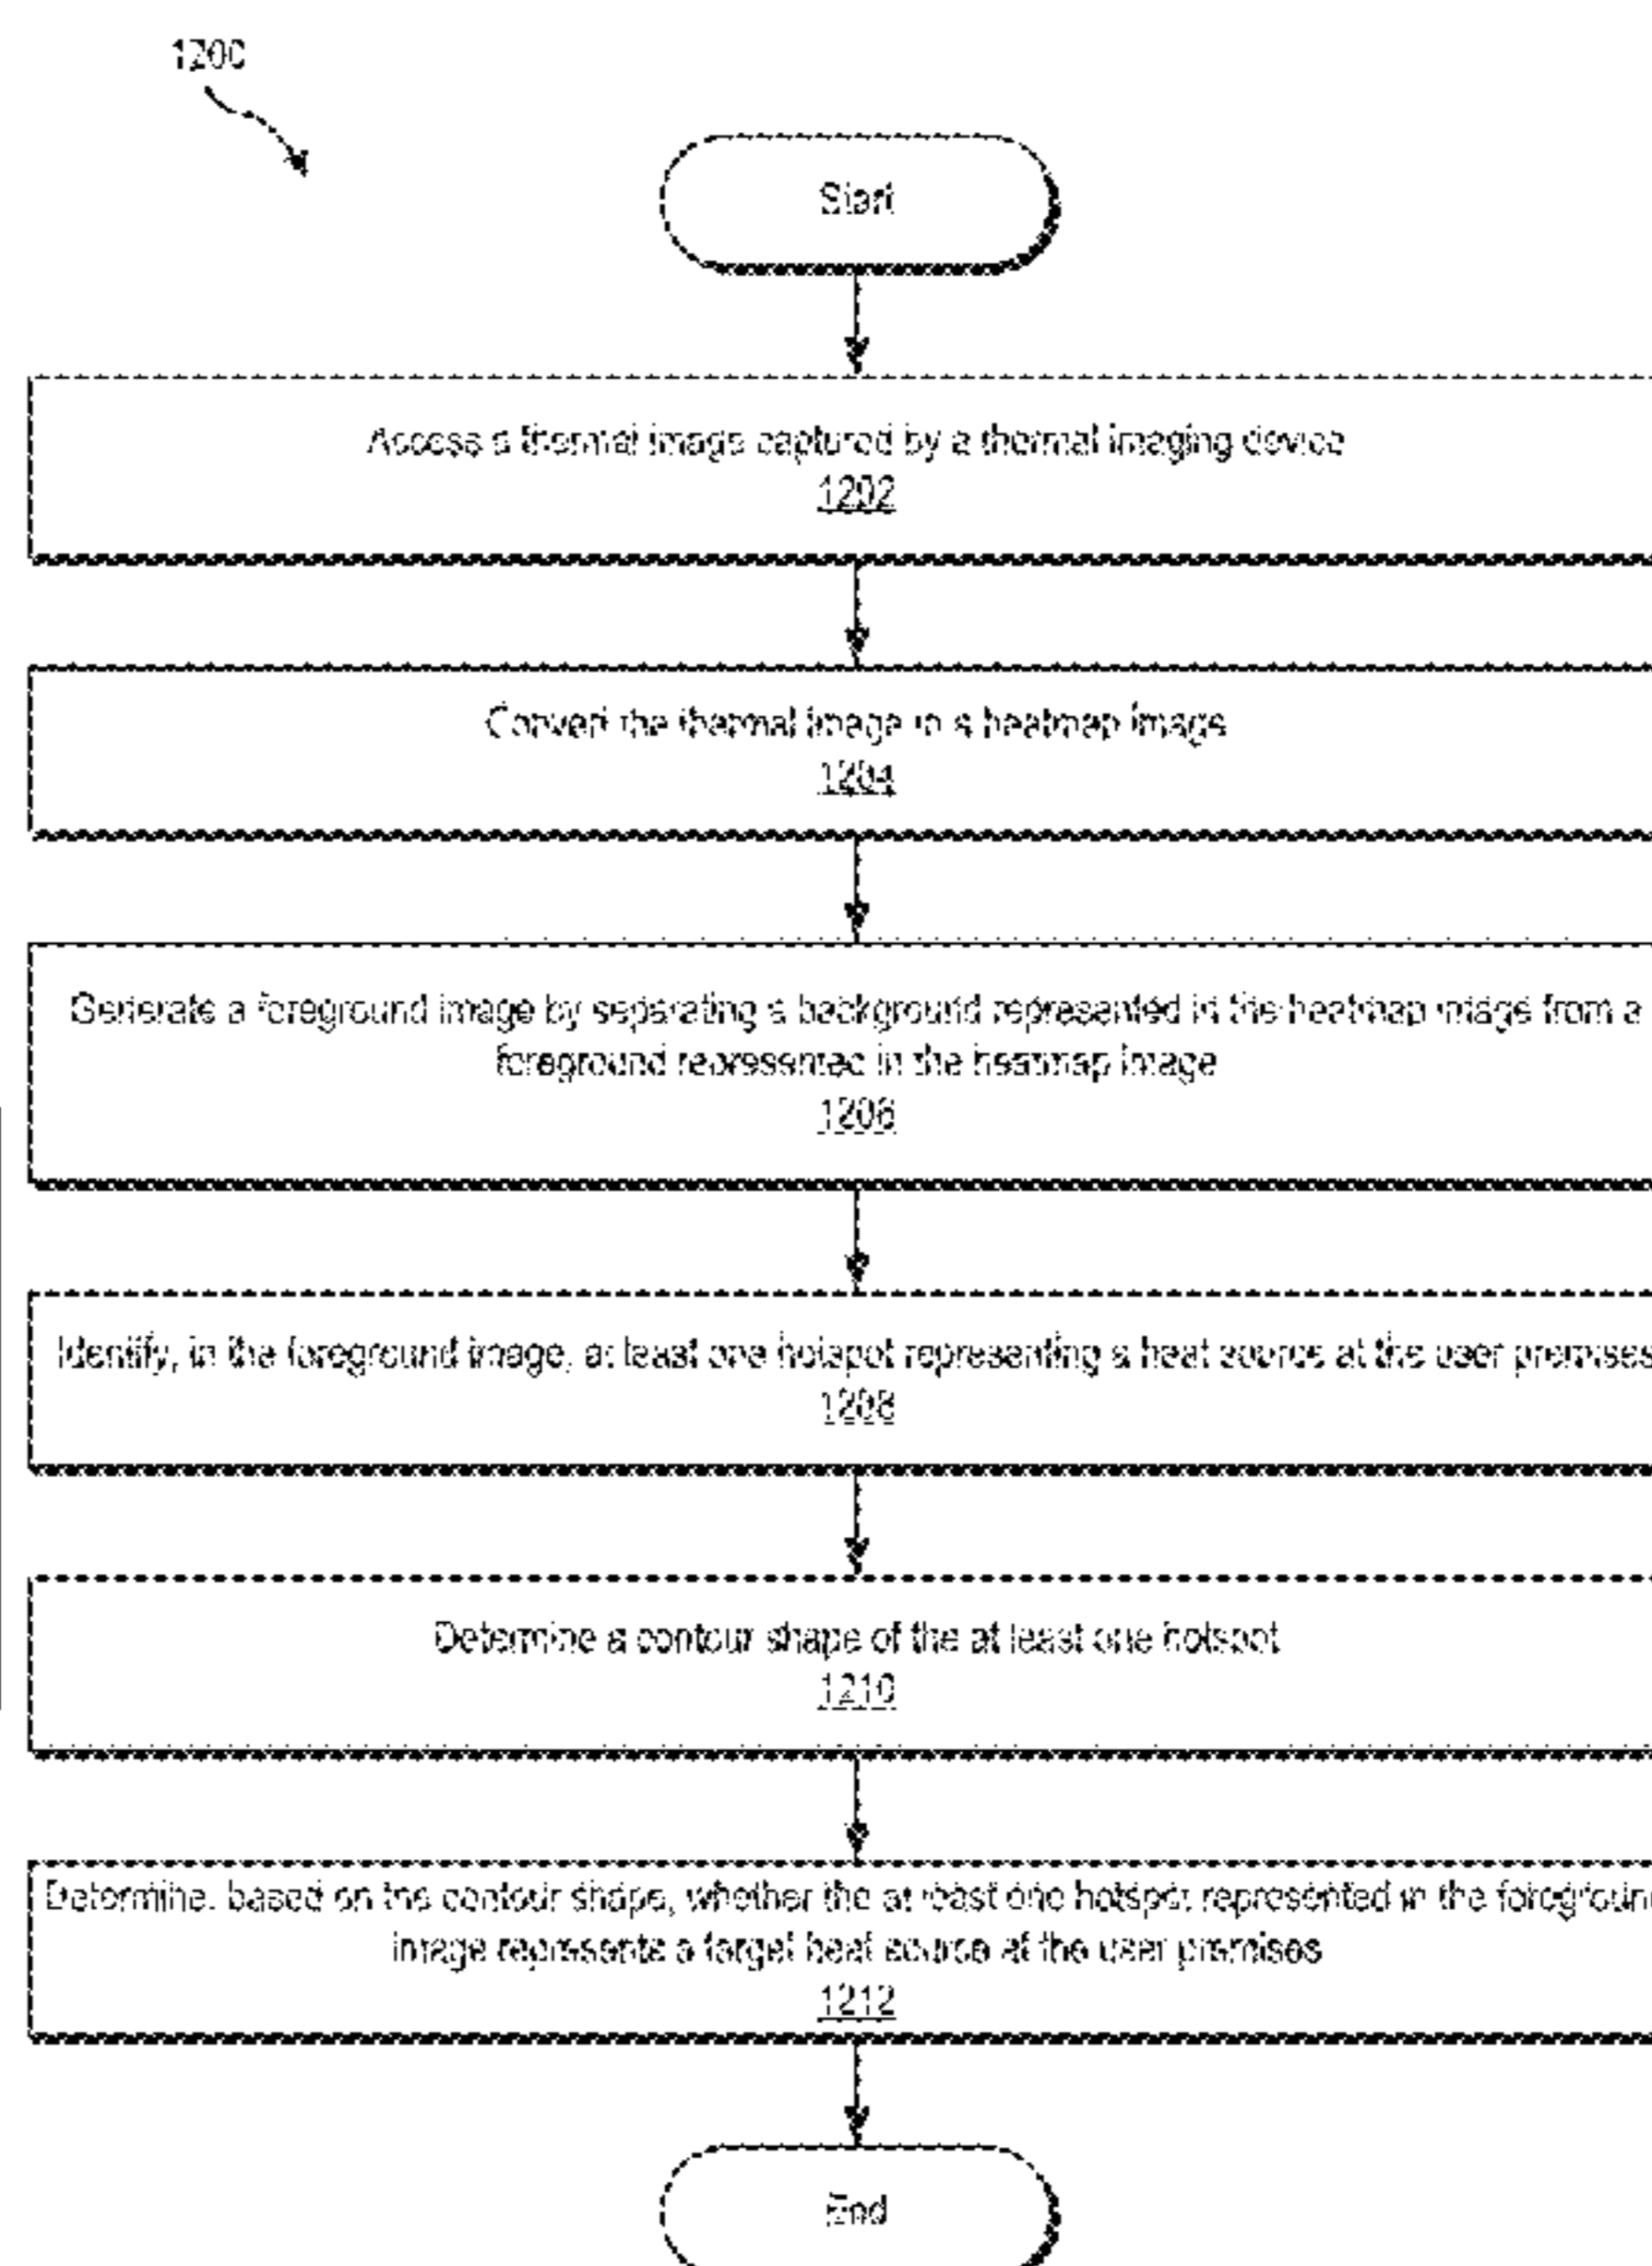 1200
Start
Access a thermal image captured by a thermal imaging device
1202
Convert the thermal image to a heatmap image
1204
Generate a foreground image by separating a background represented in the heatmap image from a
foreground represented in the heatmap image
1206
Identify, in the foreground image, at least one hotspot representing a heat source at the user premises
1208
Determine a contour shape of the at least one hotspot
1210
Determine, based on the contour shape, whether the at least one hotspot represented in the foreground
image represents a target heat source at the user premises
1212
End